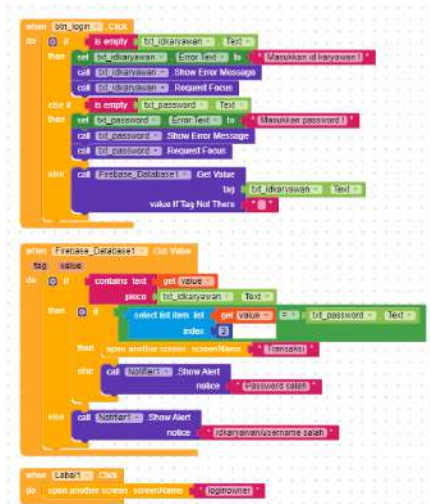 when btn_login .Click
do if is empty txt_idkaryawan . Text
then set txt_idkaryawan . Error Text to " Masukkan id karyawan ! "
call txt_idkaryawan .Show Error Message
call txt_idkaryawan .Request Focus
else if is empty txt_password . Text
then set txt_password . Error Text to " Masukkan password ! "
call txt_password .Show Error Message
call txt_password .Request Focus
else call Firebase_Database1 .Get Value
tag txt_idkaryawan . Text
value If Tag Not There " "
when Firebase_Database1 .Got Value
tag value
do if contains text get value
piece txt_idkaryawan . Text
then if select list item list get value = txt_password . Text
index 3
then open another screen screenName " Transaksi "
else call Notifier1 .Show Alert
notice " Password salah "
else call Notifier1 .Show Alert
notice " idkaryawan/username salah "
when Label1 .Click
do open another screen screenName " loginowner "